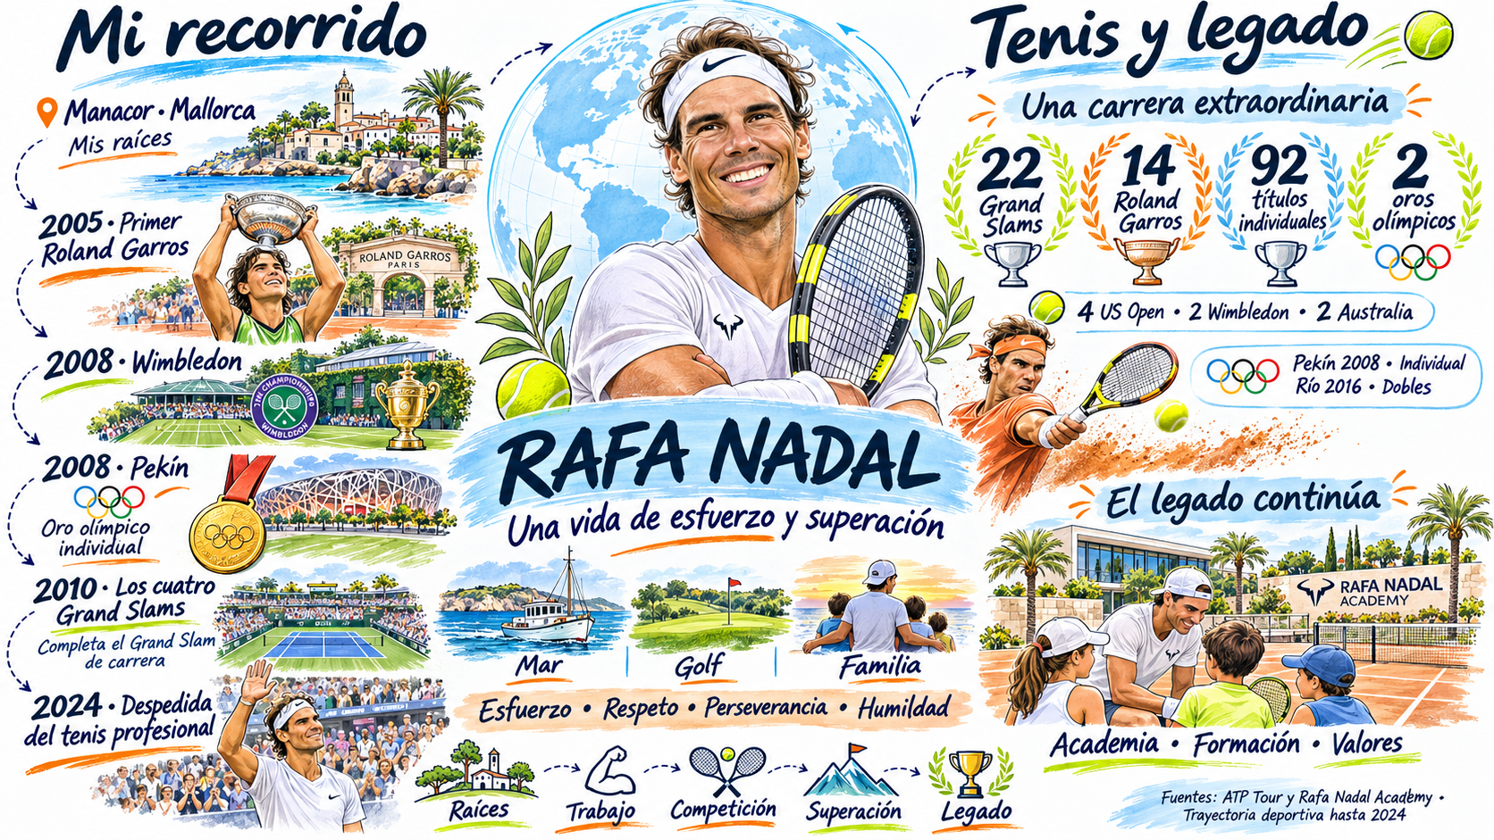 Mi recorrido
Manacor · Mallorca
Mis raíces
2005 · Primer
Roland Garros
ROLAND GARROS
PARIS
2008 · Wimbledon
THE CHAMPIONSHIPS
WIMBLEDON
2008 · Pekín
Oro olímpico
individual
2010 · Los cuatro
Grand Slams
Completa el Grand Slam
de carrera
2024 · Despedida
del tenis profesional
RAFA NADAL
Una vida de esfuerzo y superación
Mar
Golf
Familia
Esfuerzo · Respeto · Perseverancia · Humildad
Raíces
Trabajo
Competición
Superación
Legado
Tenis y legado
Una carrera extraordinaria
22
Grand
Slams
14
Roland
Garros
92
títulos
individuales
2
oros
olímpicos
4 US Open · 2 Wimbledon · 2 Australia
Pekín 2008 · Individual
Río 2016 · Dobles
El legado continúa
RAFA NADAL
ACADEMY
Academia · Formación · Valores
Fuentes: ATP Tour y Rafa Nadal Academy ·
Trayectoria deportiva hasta 2024